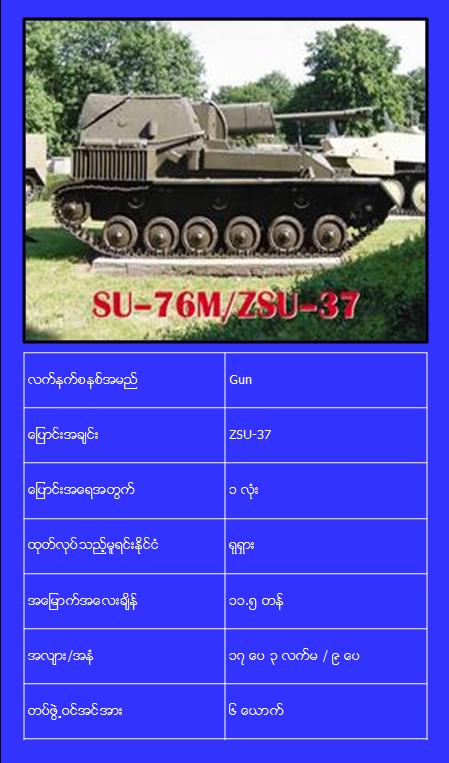 SU-76M/ZSU-37
လက်နက်စနစ်အမည် Gun
ပြောင်းအချင်း ZSU-37
ပြောင်းအရေအတွက် ၁ လုံး
ထုတ်လုပ်သည့်မူရင်းနိုင်ငံ ရုရှား
အမြောက်အလေးချိန် ၁၁.၅ တန်
အလျား/အနံ ၁၇ ပေ ၃ လက်မ / ၉ ပေ
တပ်ဖွဲ့ဝင်အင်အား ၆ ယောက်